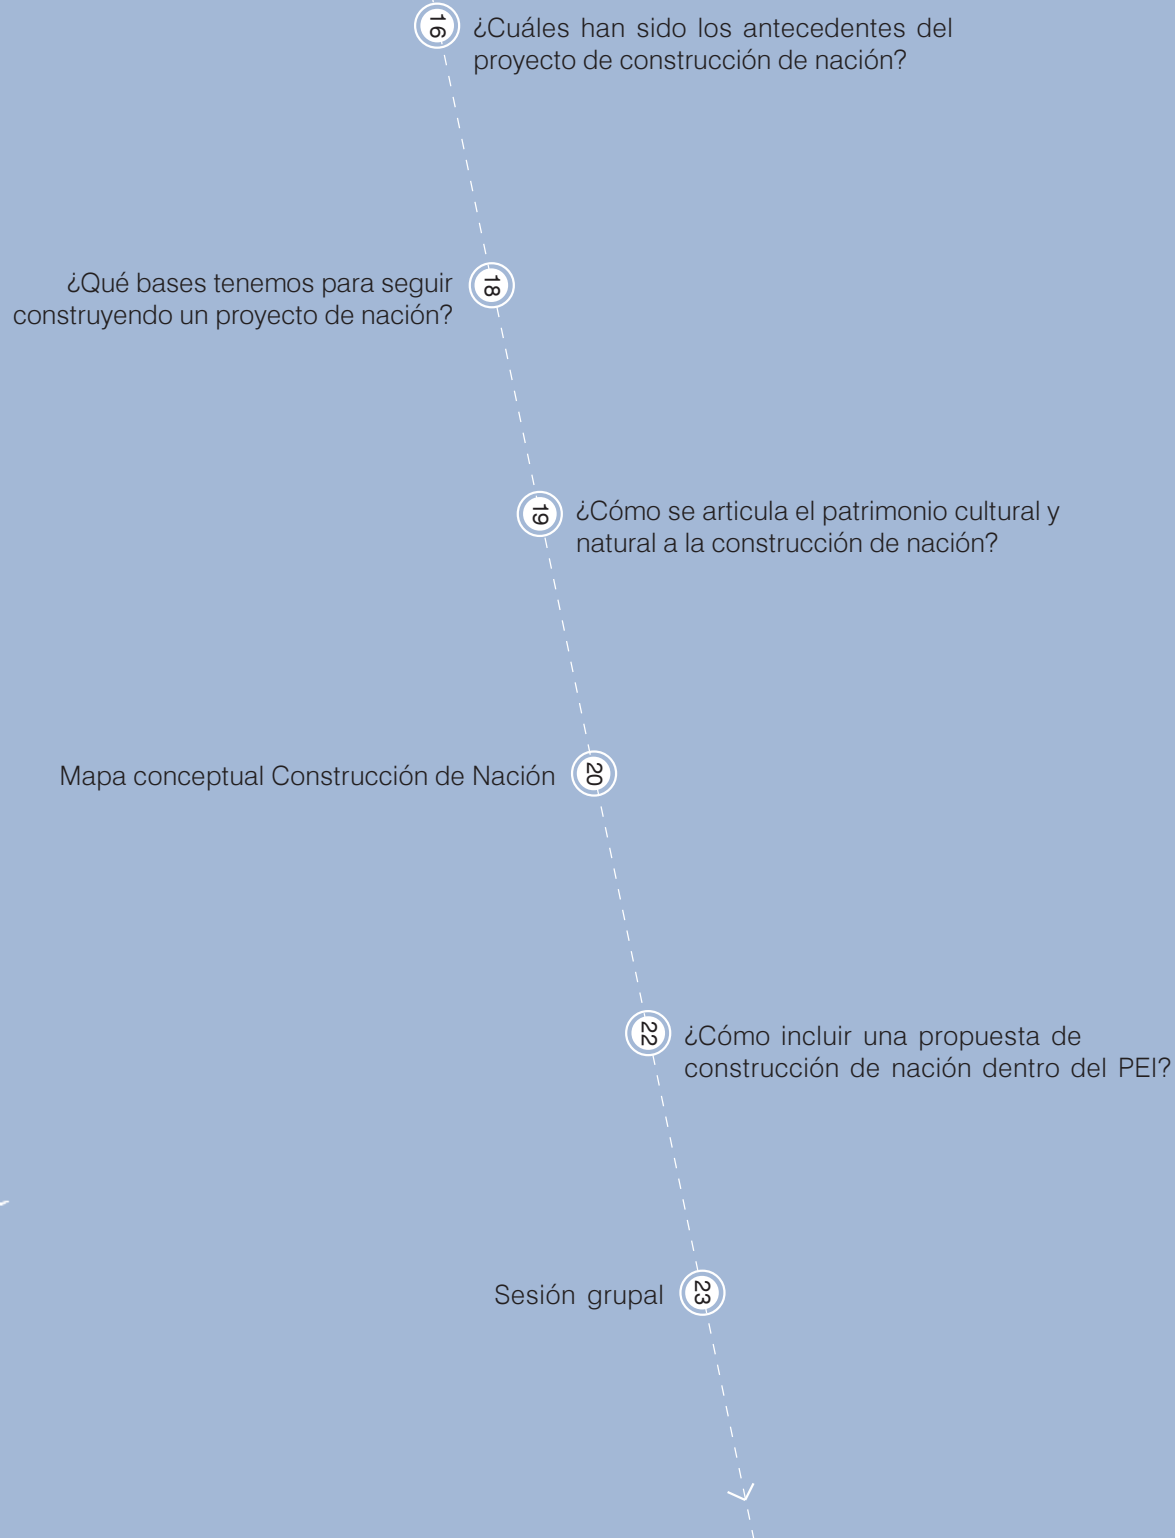 16
¿Cuáles han sido los antecedentes del
proyecto de construcción de nación?
¿Qué bases tenemos para seguir
construyendo un proyecto de nación?
18
19
¿Cómo se articula el patrimonio cultural y
natural a la construcción de nación?
Mapa conceptual Construcción de Nación
20
22
¿Cómo incluir una propuesta de
construcción de nación dentro del PEI?
Sesión grupal
23